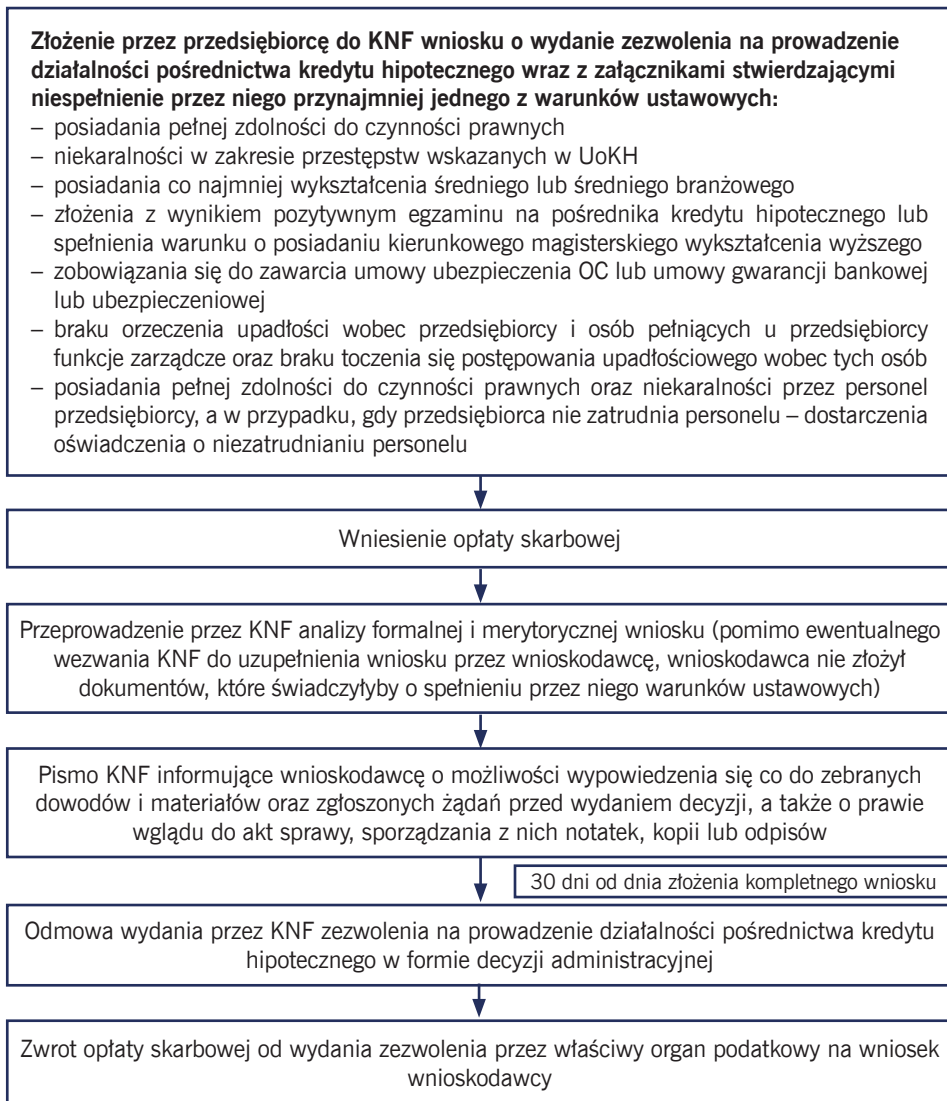 Złożenie przez przedsiębiorcę do KNF wniosku o wydanie zezwolenia na prowadzenie
działalności pośrednictwa kredytu hipotecznego wraz z załącznikami stwierdzającymi
niespełnienie przez niego przynajmniej jednego z warunków ustawowych:
– posiadania pełnej zdolności do czynności prawnych
– niekaralności w zakresie przestępstw wskazanych w UoKH
– posiadania co najmniej wykształcenia średniego lub średniego branżowego
– złożenia z wynikiem pozytywnym egzaminu na pośrednika kredytu hipotecznego lub
spełnienia warunku o posiadaniu kierunkowego magisterskiego wykształcenia wyższego
– zobowiązania się do zawarcia umowy ubezpieczenia OC lub umowy gwarancji bankowej
lub ubezpieczeniowej
– braku orzeczenia upadłości wobec przedsiębiorcy i osób pełniących u przedsiębiorcy
funkcje zarządcze oraz braku toczenia się postępowania upadłościowego wobec tych osób
– posiadania pełnej zdolności do czynności prawnych oraz niekaralności przez personel
przedsiębiorcy, a w przypadku, gdy przedsiębiorca nie zatrudnia personelu – dostarczenia
oświadczenia o niezatrudnianiu personelu
Wniesienie opłaty skarbowej
Przeprowadzenie przez KNF analizy formalnej i merytorycznej wniosku (pomimo ewentualnego
wezwania KNF do uzupełnienia wniosku przez wnioskodawcę, wnioskodawca nie złożył
dokumentów, które świadczyłyby o spełnieniu przez niego warunków ustawowych)
Pismo KNF informujące wnioskodawcę o możliwości wypowiedzenia się co do zebranych
dowodów i materiałów oraz zgłoszonych żądań przed wydaniem decyzji, a także o prawie
wglądu do akt sprawy, sporządzania z nich notatek, kopii lub odpisów
30 dni od dnia złożenia kompletnego wniosku
Odmowa wydania przez KNF zezwolenia na prowadzenie działalności pośrednictwa kredytu
hipotecznego w formie decyzji administracyjnej
Zwrot opłaty skarbowej od wydania zezwolenia przez właściwy organ podatkowy na wniosek
wnioskodawcy